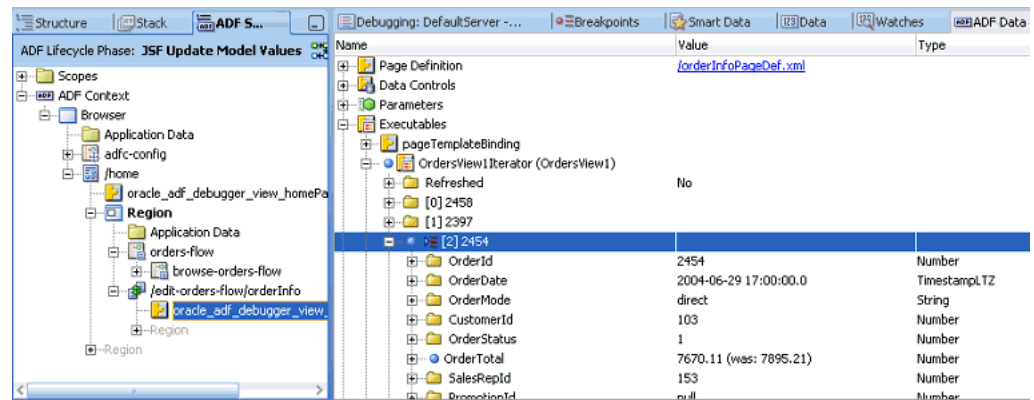 Structure
Stack
ADF S...
ADF Lifecycle Phase: JSF Update Model Values
Scopes
ADF Context
Browser
Application Data
adfc-config
/home
oracle_adf_debugger_view_homePa
Region
Application Data
orders-flow
browse-orders-flow
/edit-orders-flow/orderInfo
oracle_adf_debugger_view_
Region
Region
Debugging: DefaultServer -...
Breakpoints
Smart Data
Data
Watches
ADF Data
Name Value Type
Page Definition /orderInfoPageDef.xml
Data Controls
Parameters
Executables
pageTemplateBinding
OrdersView1Iterator (OrdersView1)
Refreshed No
[0] 2458
[1] 2397
[2] 2454
OrderId 2454 Number
OrderDate 2004-06-29 17:00:00.0 TimestampLTZ
OrderMode direct String
CustomerId 103 Number
OrderStatus 1 Number
OrderTotal 7670.11 (was: 7895.21) Number
SalesRepId 153 Number
PromotionId null Number